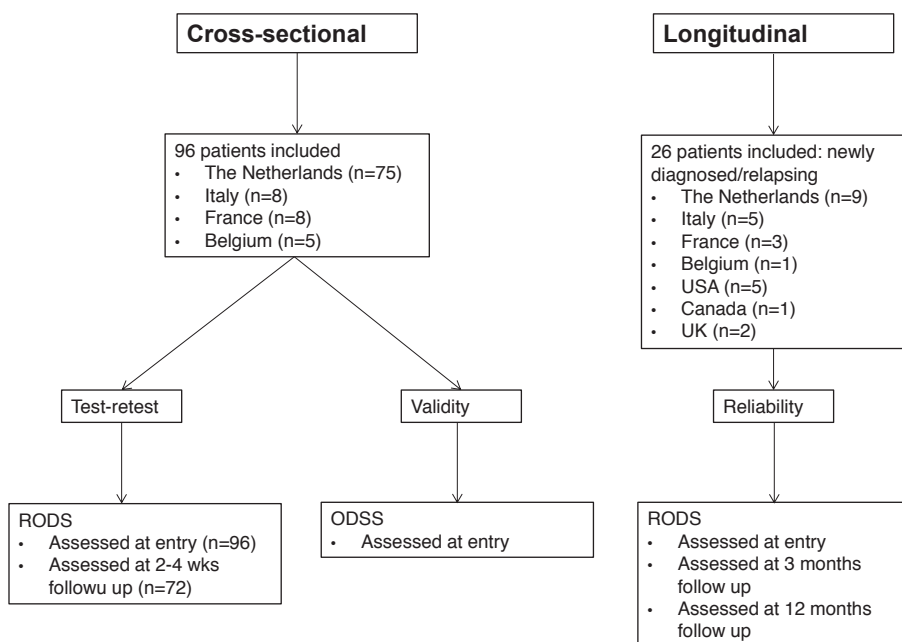 Cross-sectional
96 patients included
• The Netherlands (n=75)
• Italy (n=8)
• France (n=8)
• Belgium (n=5)
Test-retest
Validity
RODS
• Assessed at entry (n=96)
• Assessed at 2-4 wks
followu up (n=72)
ODSS
• Assessed at entry
Longitudinal
26 patients included: newly
diagnosed/relapsing
• The Netherlands (n=9)
• Italy (n=5)
• France (n=3)
• Belgium (n=1)
• USA (n=5)
• Canada (n=1)
• UK (n=2)
Reliability
RODS
• Assessed at entry
• Assessed at 3 months
follow up
• Assessed at 12 months
follow up